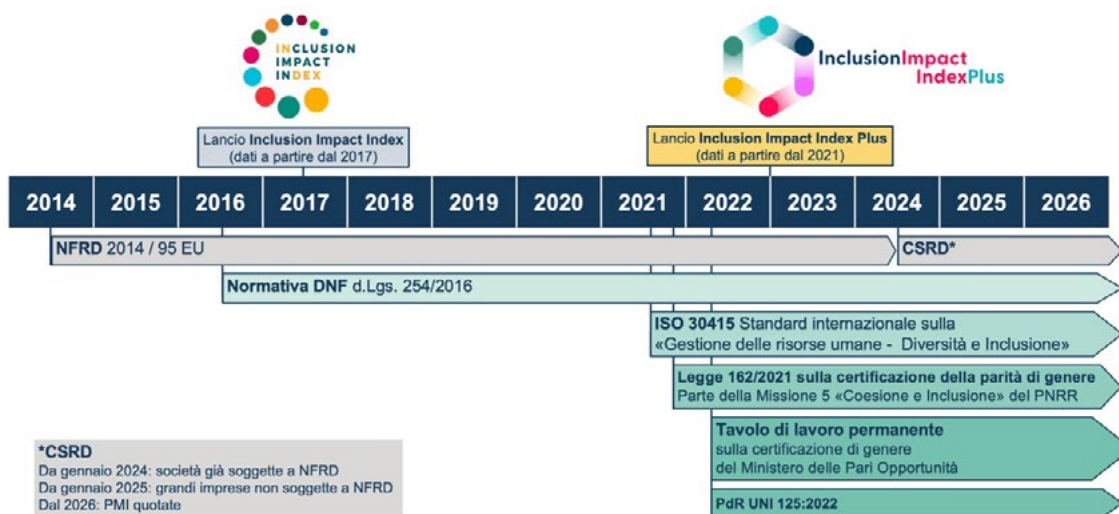 INCLUSION
IMPACT
INDEX
InclusionImpact
IndexPlus
Lancio Inclusion Impact Index
(dati a partire dal 2017)
Lancio Inclusion Impact Index Plus
(dati a partire dal 2021)
2014 2015 2016 2017 2018 2019 2020 2021 2022 2023 2024 2025 2026
NFRD 2014 / 95 EU
CSRD*
Normativa DNF d.Lgs. 254/2016
ISO 30415 Standard internazionale sulla
«Gestione delle risorse umane - Diversità e Inclusione»
Legge 162/2021 sulla certificazione della parità di genere
Parte della Missione 5 «Coesione e Inclusione» del PNRR
Tavolo di lavoro permanente
sulla certificazione di genere
del Ministero delle Pari Opportunità
PdR UNI 125:2022
*CSRD
Da gennaio 2024: società già soggette a NFRD
Da gennaio 2025: grandi imprese non soggette a NFRD
Dal 2026: PMI quotate